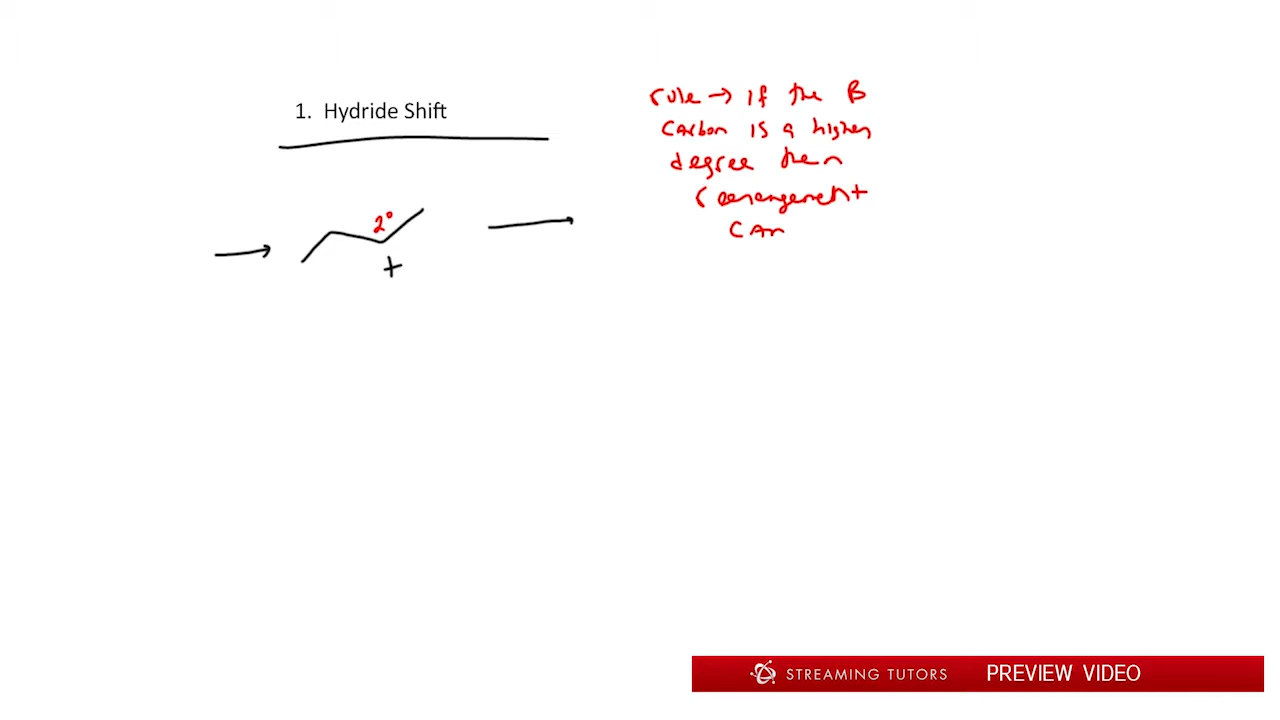 1. Hydride Shift
rule → if the B
carbon is a higher
degree then
rearrangement
can
2°
+
STREAMING TUTORS PREVIEW VIDEO